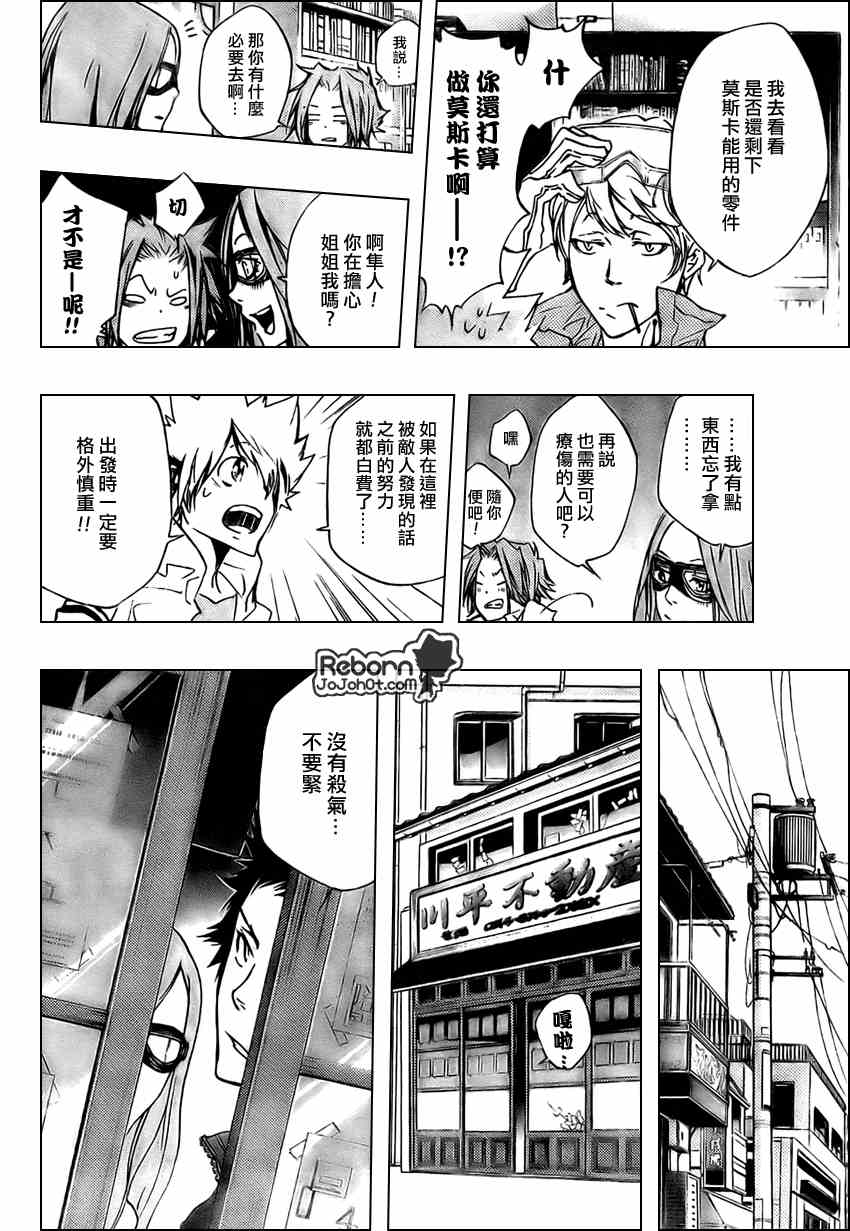 我去看看
是否還剩下
莫斯卡能用的零件
什
你還打算
做莫斯卡啊——!?
我說…
那你有什麼
必要去啊…
啊隼人！
你在擔心
姐姐我嗎？
切
才不是—呢!!
……我有點
東西忘了拿
………
再說
也需要可以
療傷的人吧？
嘿
隨你
便吧！
如果在這裡
被敵人發現的話
之前的努力
就都白費了……
出發時一定要
格外慎重!!
川平不動產
嘎啦…
沒有殺氣…
不要緊
Reborn
JoJoHot.com